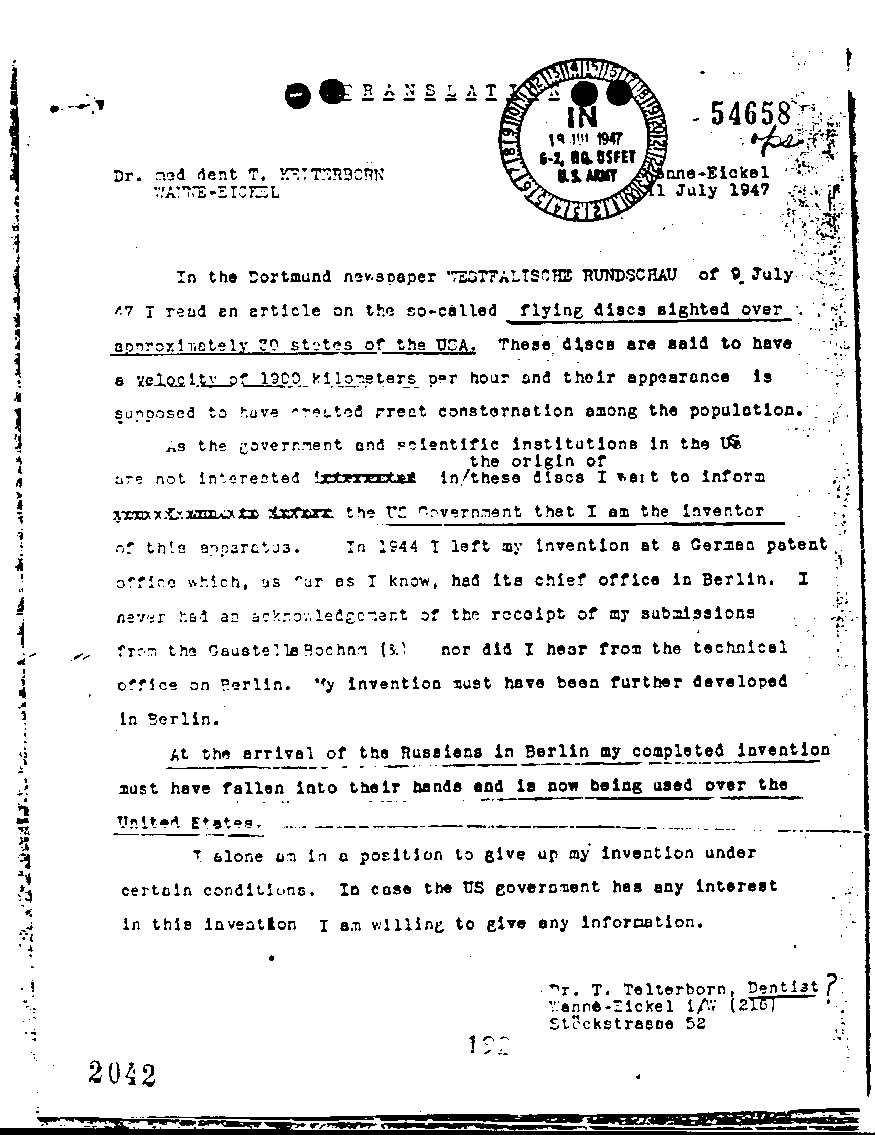 TRANSLATION
IN
1947
G-2, HQ. USFET
U.S. ARMY
54658
Dr. med dent T.
WANNE-EICKEL
Wanne-Eickel
11 July 1947
In the Dortmund newspaper WESTFALISCHE RUNDSCHAU of 9 July
47 I read an article on the so-called flying discs sighted over
approximately 30 states of the USA. These discs are said to have
a velocity of 1900 kilometers per hour and their appearance is
supposed to have created great consternation among the population.
As the government and scientific institutions in the US
the origin of
are not interested in/these discs I want to inform
the US Government that I am the inventor
of this apparatus. In 1944 I left my invention at a German patent
office which, as far as I know, had its chief office in Berlin. I
never had an acknowledgement of the receipt of my submissions
from the nor did I hear from the technical
office on Berlin. My invention must have been further developed
in Berlin.
At the arrival of the Russians in Berlin my completed invention
must have fallen into their hands and is now being used over the
United States.
I alone am in a position to give up my invention under
certain conditions. In case the US government has any interest
in this invention I am willing to give any information.
Dr. T. Telterborn, Dentist ?
Wanne-Eickel i/W (216)
Stöckstrasse 52
192
2042